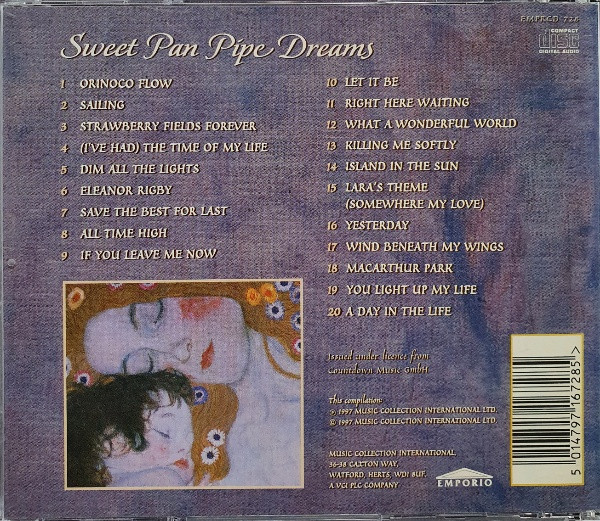 EMPRCD 728
COMPACT
disc
DIGITAL AUDIO
Sweet Pan Pipe Dreams
1 ORINOCO FLOW
2 SAILING
3 STRAWBERRY FIELDS FOREVER
4 (I'VE HAD) THE TIME OF MY LIFE
5 DIM ALL THE LIGHTS
6 ELEANOR RIGBY
7 SAVE THE BEST FOR LAST
8 ALL TIME HIGH
9 IF YOU LEAVE ME NOW
10 LET IT BE
11 RIGHT HERE WAITING
12 WHAT A WONDERFUL WORLD
13 KILLING ME SOFTLY
14 ISLAND IN THE SUN
15 LARA'S THEME
(SOMEWHERE MY LOVE)
16 YESTERDAY
17 WIND BENEATH MY WINGS
18 MACARTHUR PARK
19 YOU LIGHT UP MY LIFE
20 A DAY IN THE LIFE
Issued under licence from
Countdown Music GmbH
This compilation:
℗ 1997 MUSIC COLLECTION INTERNATIONAL LTD.
© 1997 MUSIC COLLECTION INTERNATIONAL LTD.
MUSIC COLLECTION INTERNATIONAL,
36-38 CAXTON WAY,
WATFORD, HERTS, WD1 8UF.
A VCI PLC COMPANY
EMPORIO
5 014797 167285 >